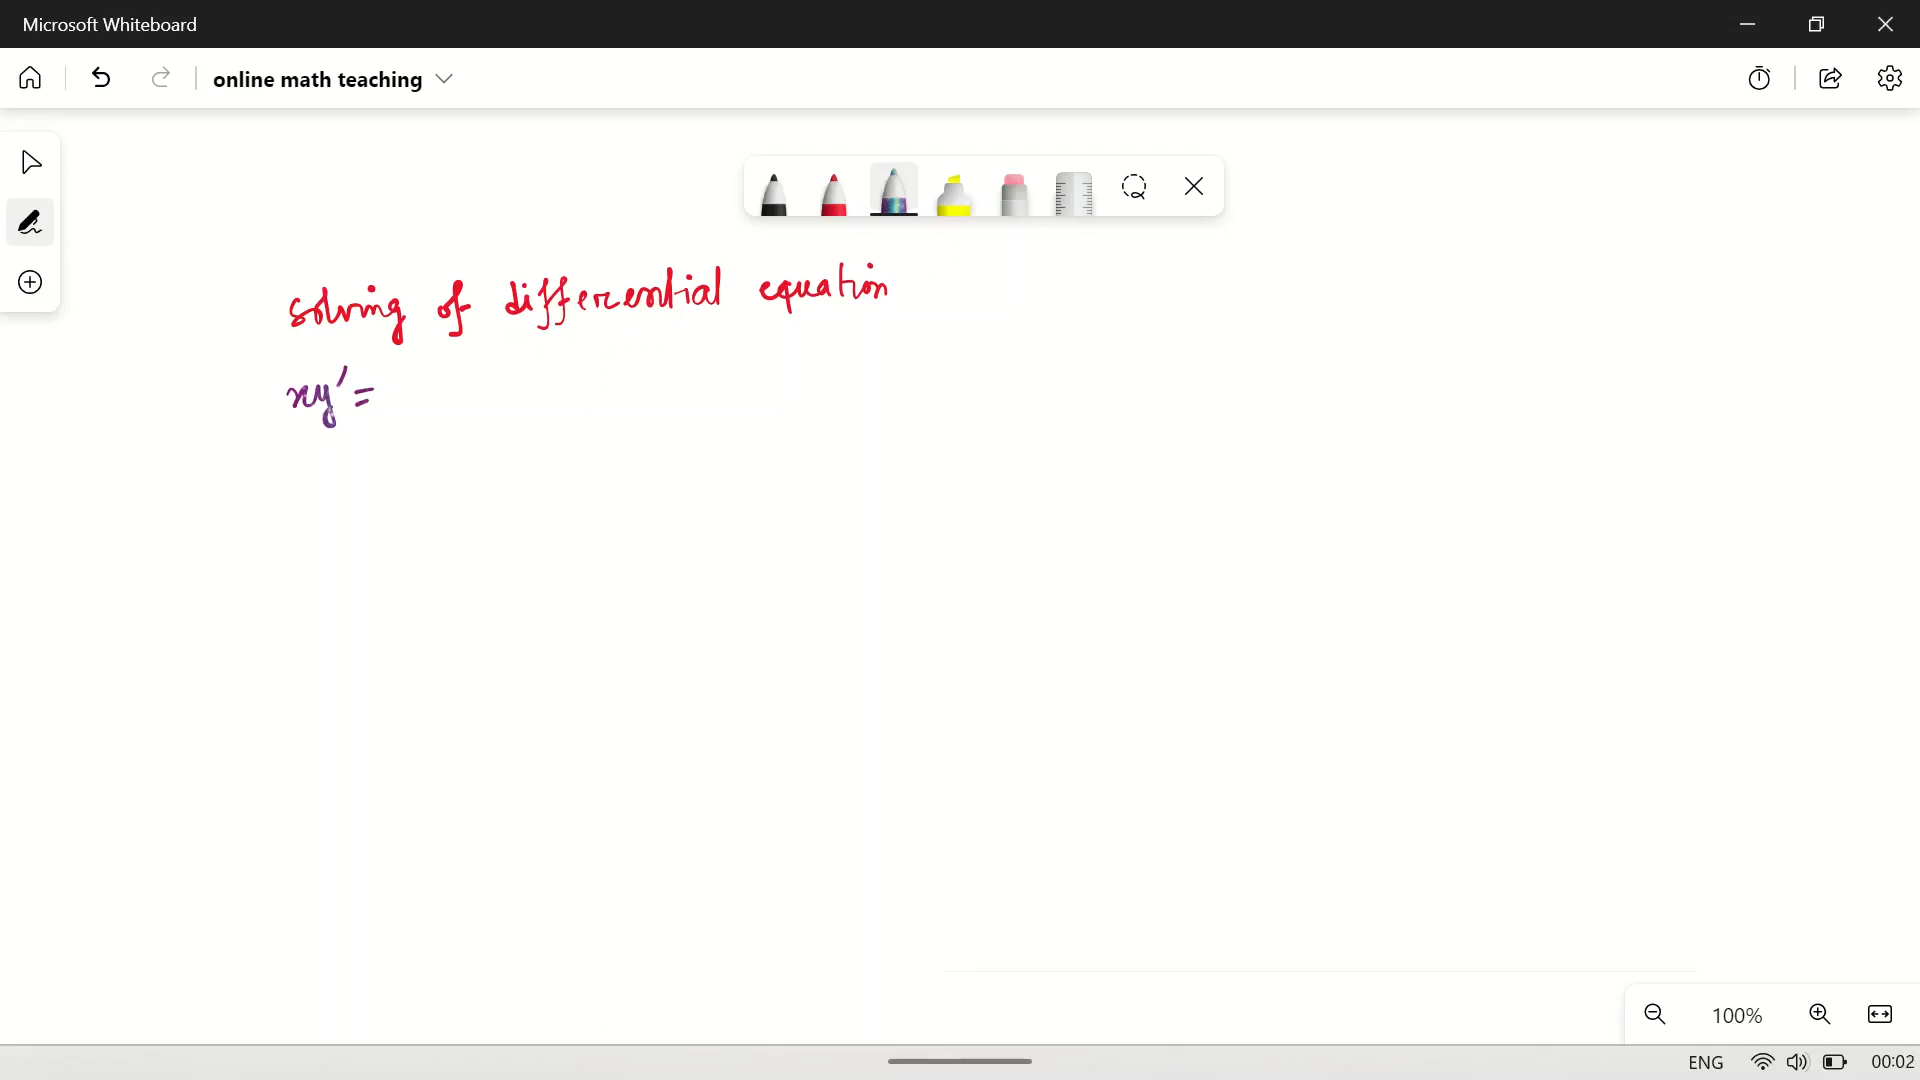 Microsoft Whiteboard
online math teaching
solving of differential equation
xy′=
100%
ENG 00:02